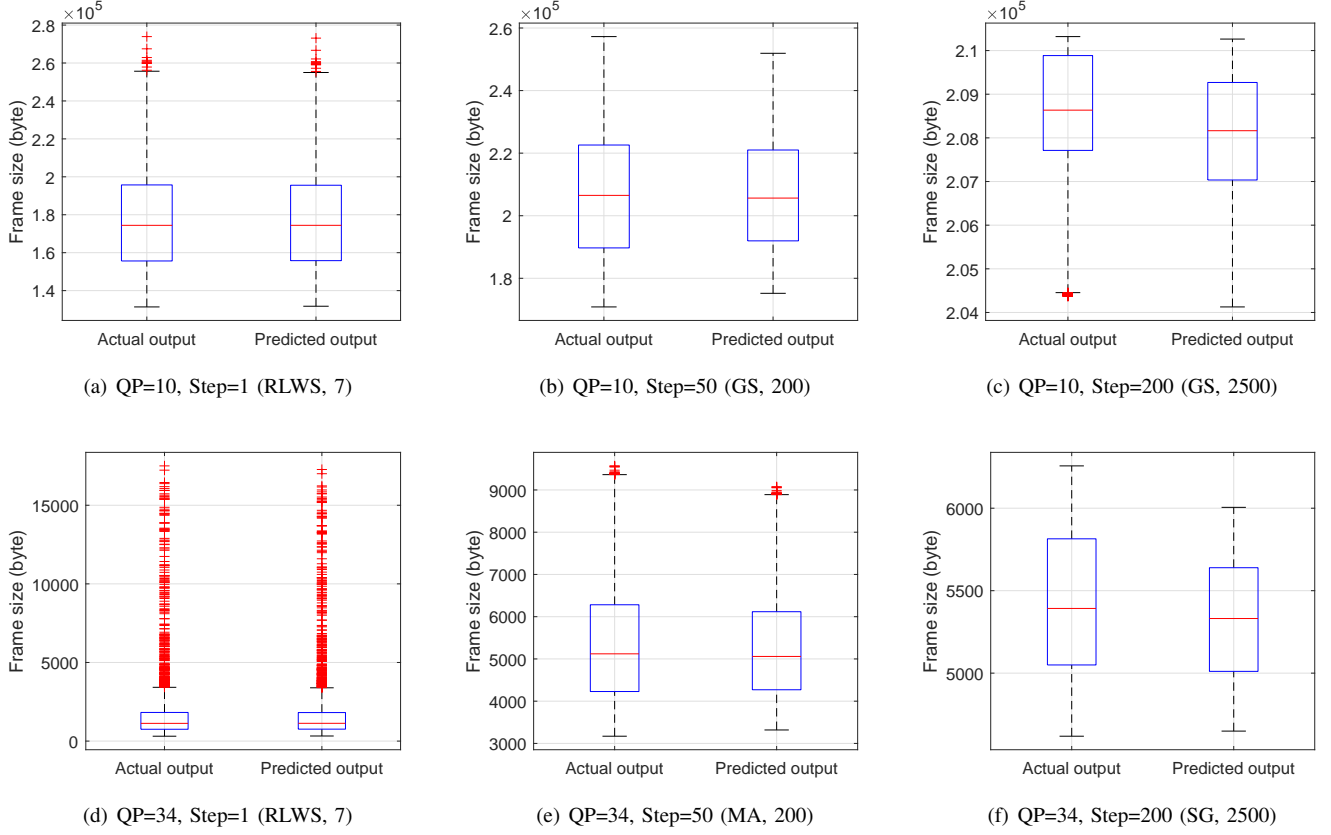 ×10⁵
2.8
2.6
2.4
2.2
2
1.8
1.6
1.4
Frame size (byte)
Actual output
Predicted output
(a) QP=10, Step=1 (RLWS, 7)
×10⁵
2.6
2.4
2.2
2
1.8
Frame size (byte)
Actual output
Predicted output
(b) QP=10, Step=50 (GS, 200)
×10⁵
2.1
2.09
2.08
2.07
2.06
2.05
2.04
Frame size (byte)
Actual output
Predicted output
(c) QP=10, Step=200 (GS, 2500)
15000
10000
5000
0
Frame size (byte)
Actual output
Predicted output
(d) QP=34, Step=1 (RLWS, 7)
9000
8000
7000
6000
5000
4000
3000
Frame size (byte)
Actual output
Predicted output
(e) QP=34, Step=50 (MA, 200)
6000
5500
5000
Frame size (byte)
Actual output
Predicted output
(f) QP=34, Step=200 (SG, 2500)